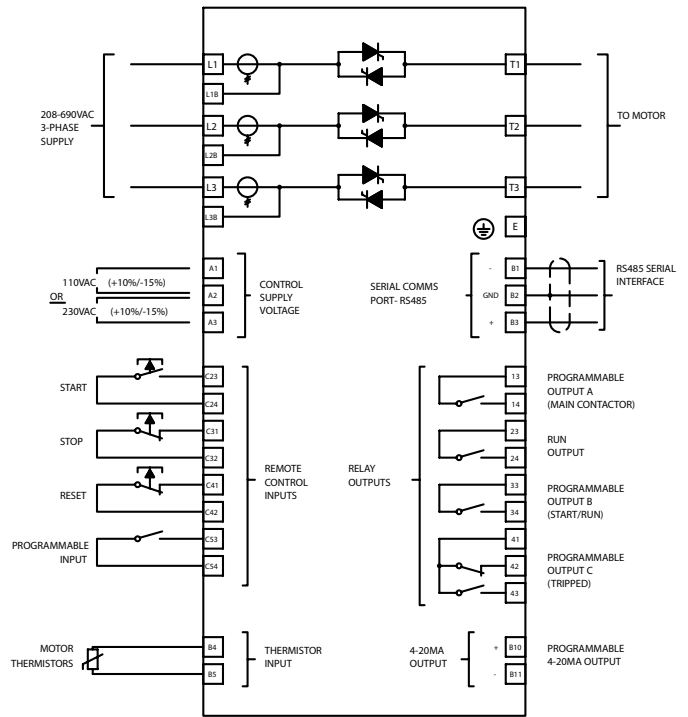 L1
T1
L1B
208-690VAC
3-PHASE
SUPPLY
L2
T2
TO MOTOR
L2B
L3
T3
L3B
E
A1
110VAC (+10%/-15%)
OR
A2
230VAC (+10%/-15%)
A3
CONTROL
SUPPLY
VOLTAGE
SERIAL COMMS
PORT- RS485
- B1
GND B2
+ B3
RS485 SERIAL
INTERFACE
START
C23
C24
STOP
C31
C32
RESET
C41
C42
PROGRAMMABLE
INPUT
C53
C54
REMOTE
CONTROL
INPUTS
RELAY
OUTPUTS
13
14
PROGRAMMABLE
OUTPUT A
(MAIN CONTACTOR)
23
24
RUN
OUTPUT
33
34
PROGRAMMABLE
OUTPUT B
(START/RUN)
41
42
43
PROGRAMMABLE
OUTPUT C
(TRIPPED)
MOTOR
THERMISTORS
B4
B5
THERMISTOR
INPUT
4-20MA
OUTPUT
+ B10
- B11
PROGRAMMABLE
4-20MA OUTPUT